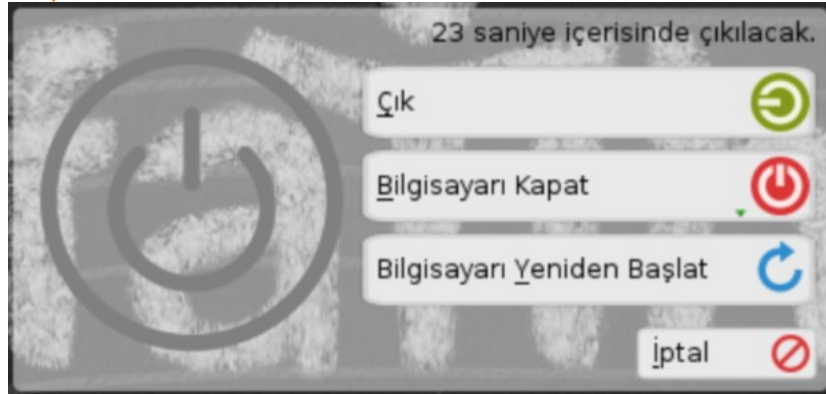 23 saniye içerisinde çıkılacak.
Çık
Bilgisayarı Kapat
Bilgisayarı Yeniden Başlat
İptal